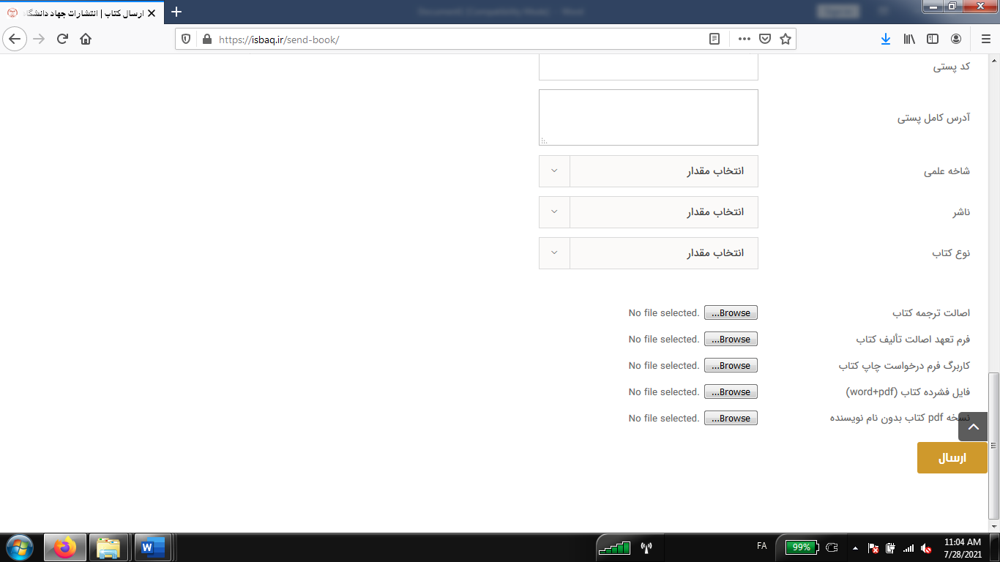 ارسال کتاب | انتشارات جهاد دانشگاه
https://isbaq.ir/send-book/
کد پستی
آدرس کامل پستی
شاخه علمی
انتخاب مقدار
ناشر
انتخاب مقدار
نوع کتاب
انتخاب مقدار
اصالت ترجمه کتاب
Browse... No file selected.
فرم تعهد اصالت تألیف کتاب
Browse... No file selected.
کاربرگ فرم درخواست چاپ کتاب
Browse... No file selected.
فایل فشرده کتاب (word+pdf)
Browse... No file selected.
نسخه pdf کتاب بدون نام نویسنده
Browse... No file selected.
ارسال
FA
99%
11:04 AM
7/28/2021